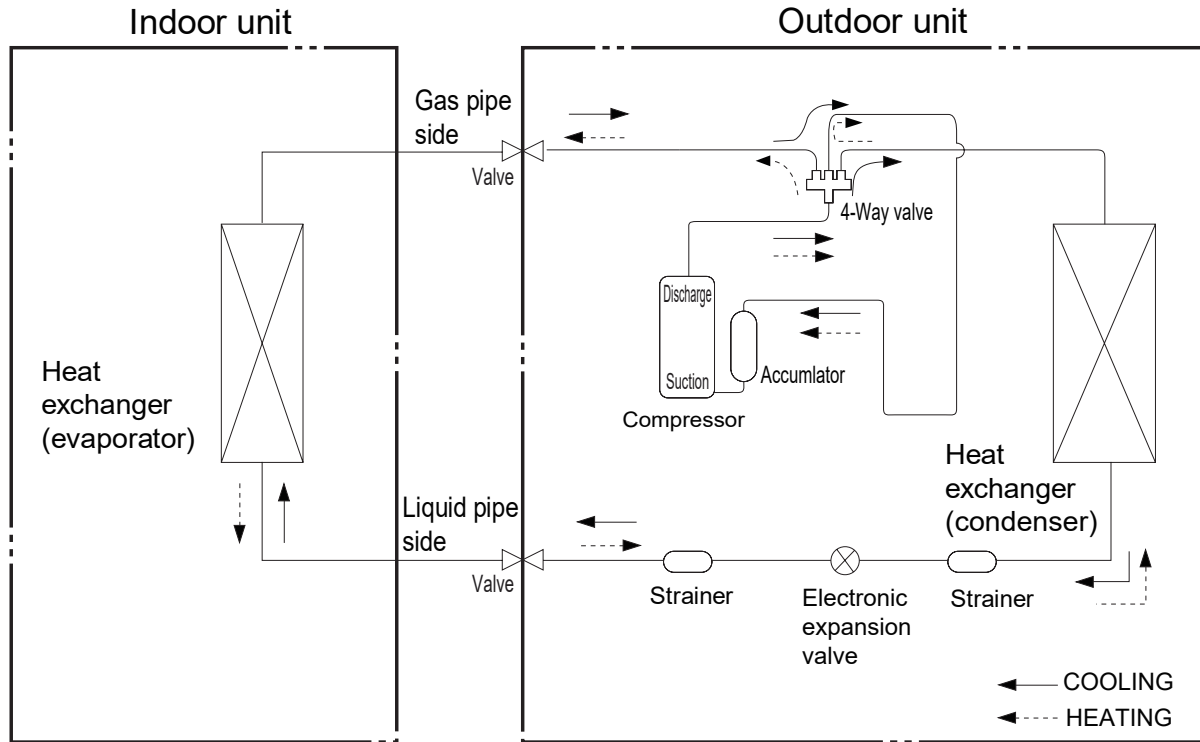 Indoor unit
Outdoor unit
Gas pipe
side
Valve
4-Way valve
Discharge
Suction
Accumlator
Compressor
Heat
exchanger
(evaporator)
Heat
exchanger
(condenser)
Liquid pipe
side
Valve
Strainer
Electronic
expansion
valve
Strainer
COOLING
HEATING